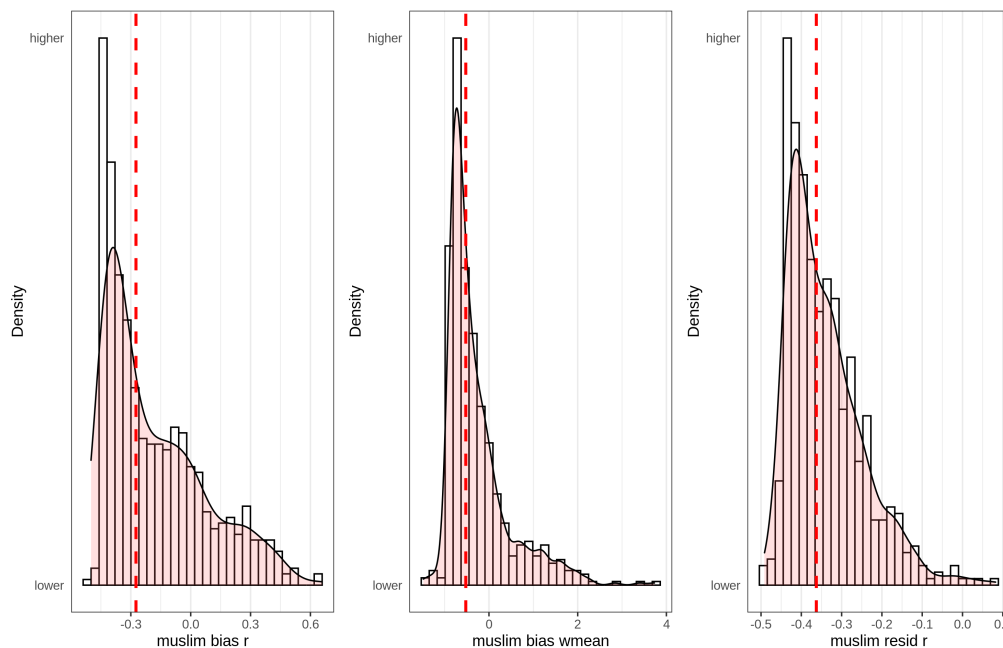 higher
lower
Density
-0.3
0.0
0.3
0.6
muslim bias r
higher
lower
Density
0
2
4
muslim bias wmean
higher
lower
Density
-0.5
-0.4
-0.3
-0.2
-0.1
0.0
muslim resid r